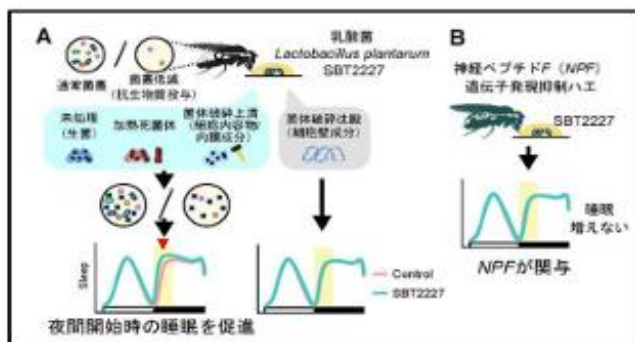 A
通常菌叢
菌叢低減
(抗生物質投与)
乳酸菌
Lactobacillus plantarum
SBT2227
未処理
(生菌)
加熱死菌体
菌体破砕上清
(細胞内容物/
内膜成分)
菌体破砕沈殿
(細胞壁成分)
Sleep
Control
SBT2227
夜間開始時の睡眠を促進
B
神経ペプチドF（NPF）
遺伝子発現抑制ハエ
SBT2227
睡眠
増えない
NPFが関与